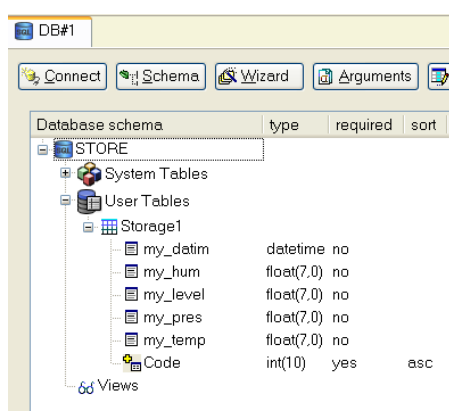 DB#1
Connect Schema Wizard Arguments
Database schema type required sort
STORE
System Tables
User Tables
Storage1
my_datim datetime no
my_hum float(7,0) no
my_level float(7,0) no
my_pres float(7,0) no
my_temp float(7,0) no
Code int(10) yes asc
Views